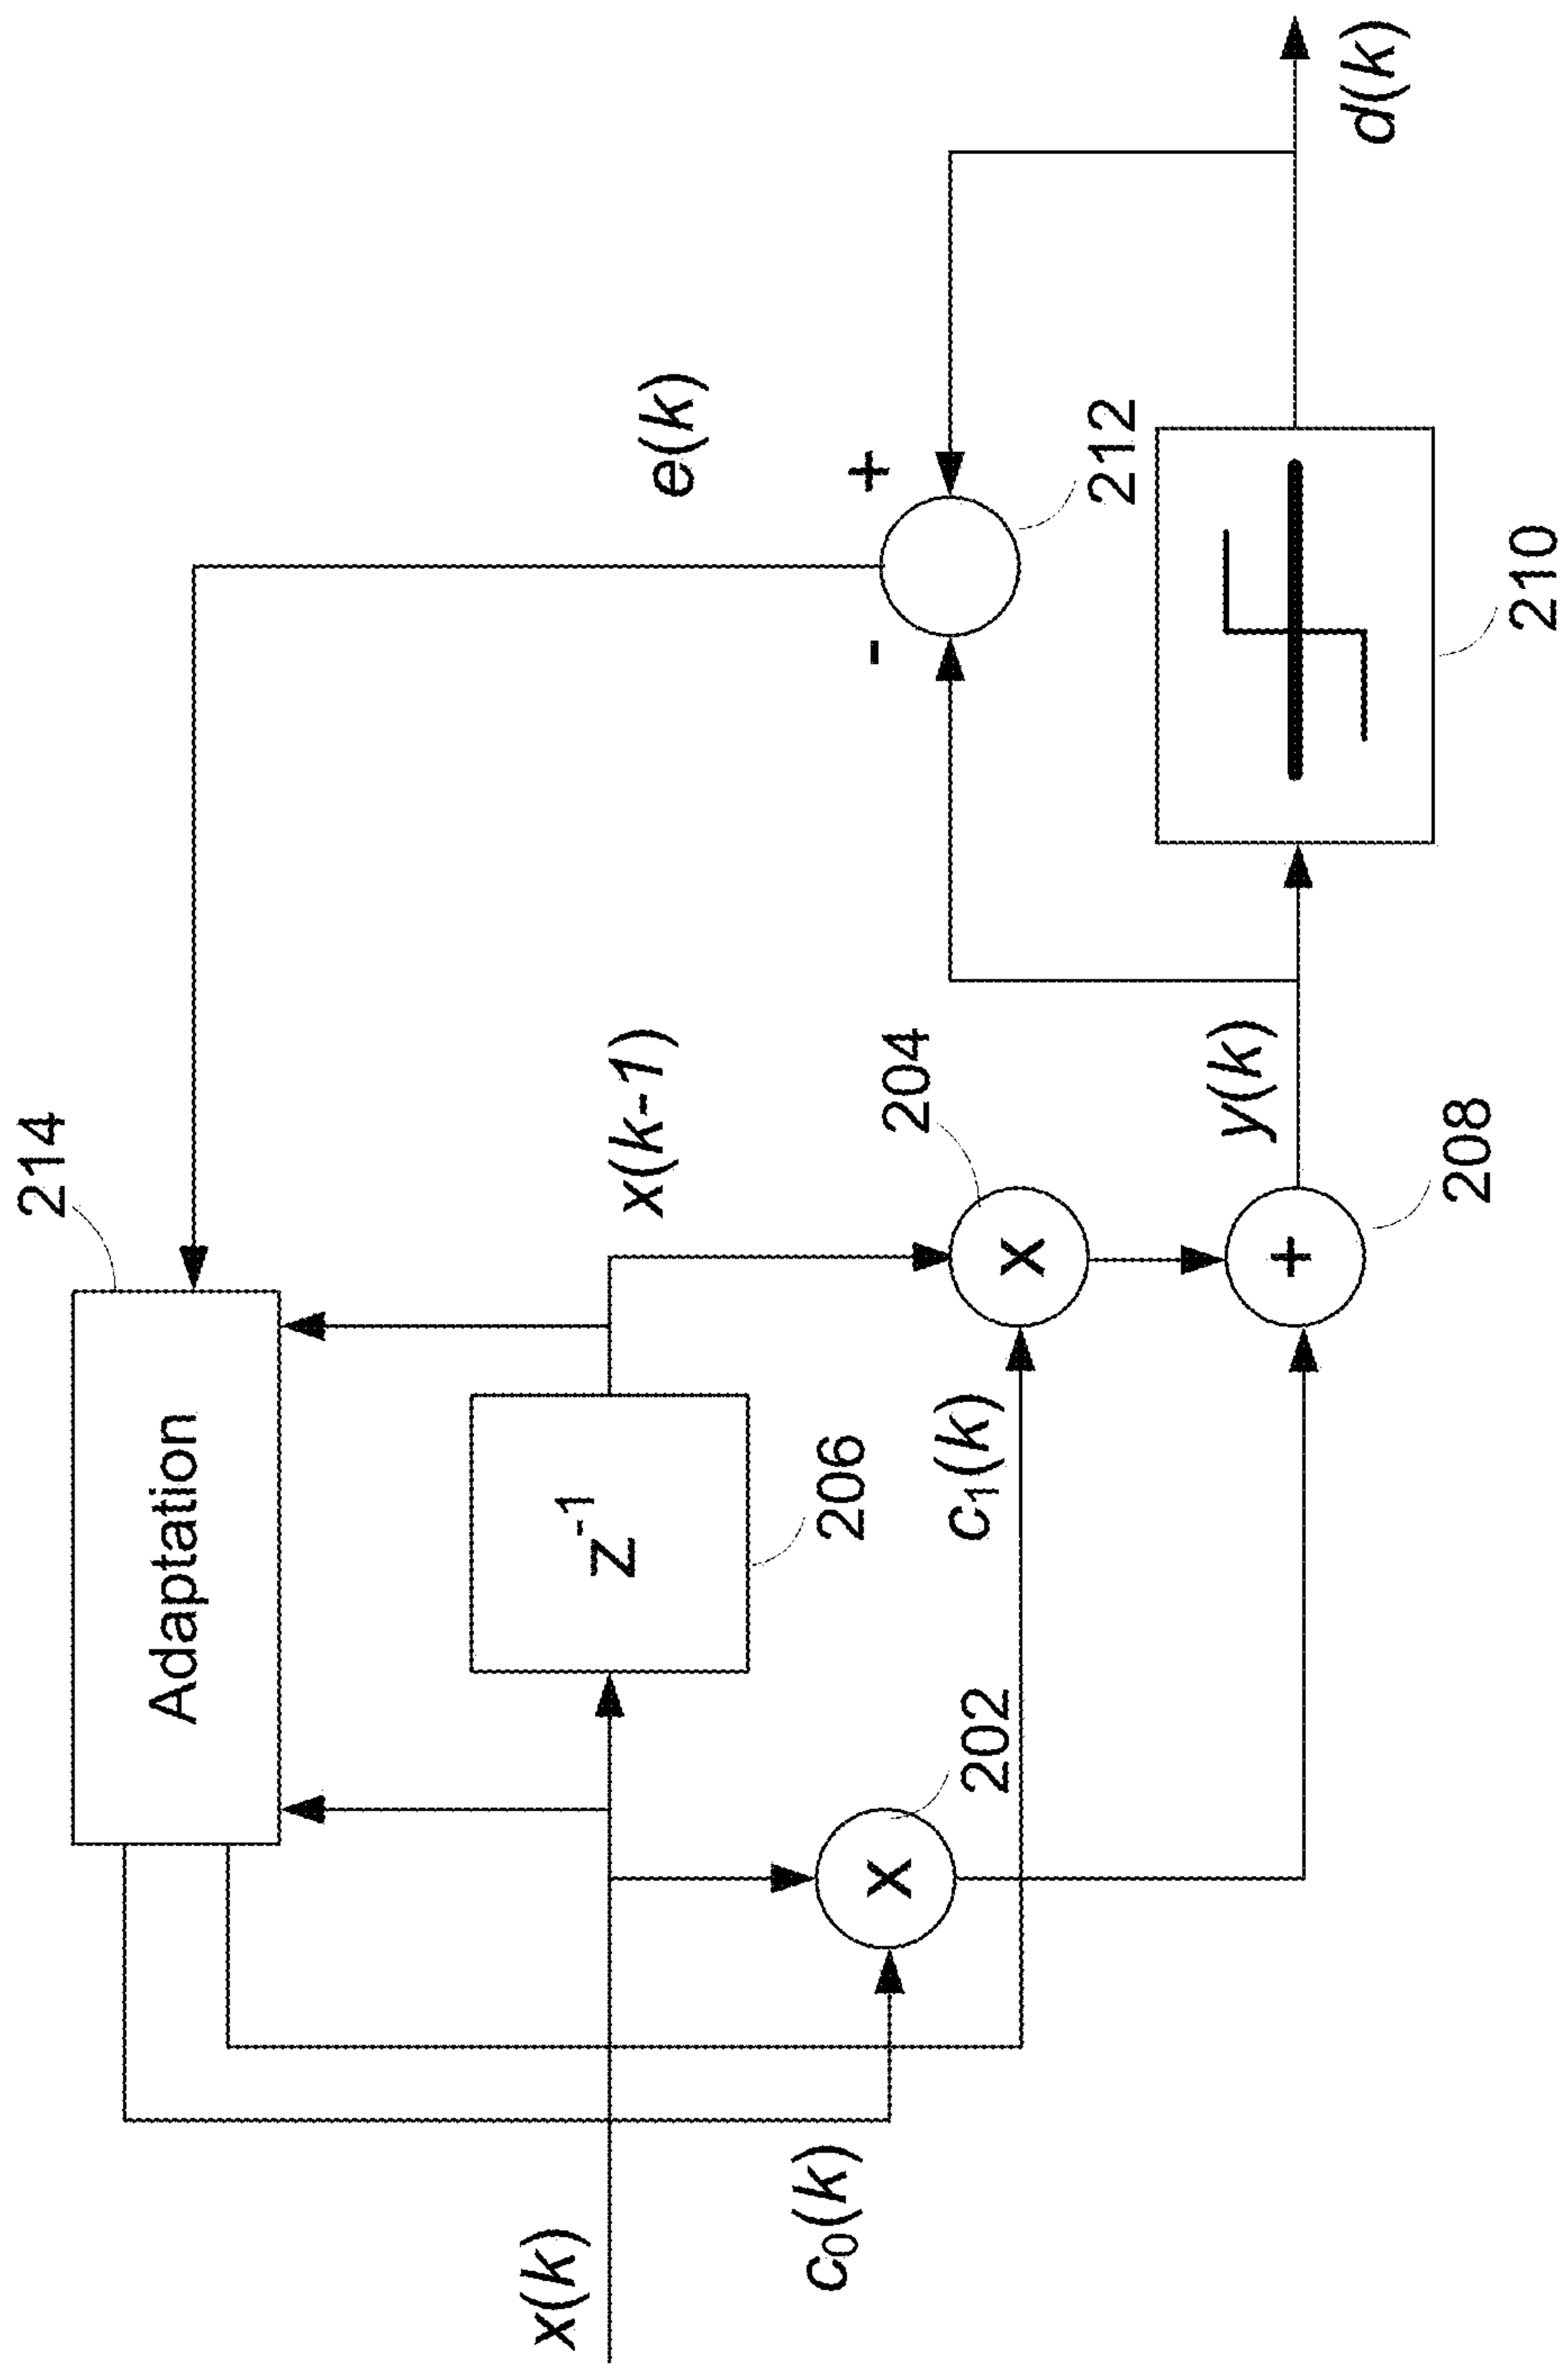 214
Adaptation
e(k)
x(k-1)
x(k)
z⁻¹
206
+
-
212
204
x
c₁(k)
202
x
c₀(k)
y(k)
d(k)
+
208
210